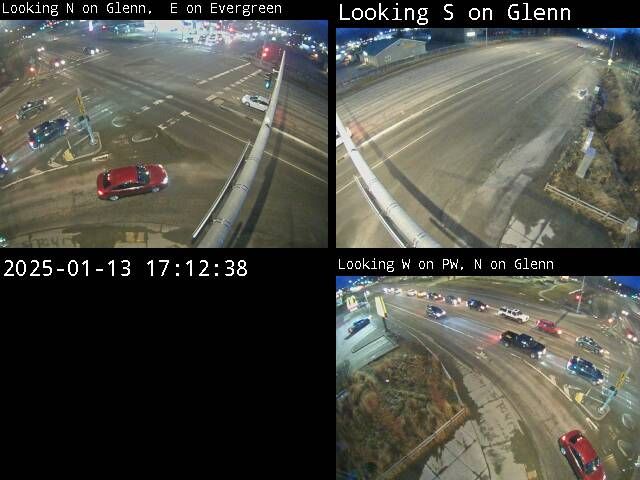 Looking N on Glenn,  E on Evergreen
Looking S on Glenn
2025-01-13 17:12:38
Looking W on PW, N on Glenn